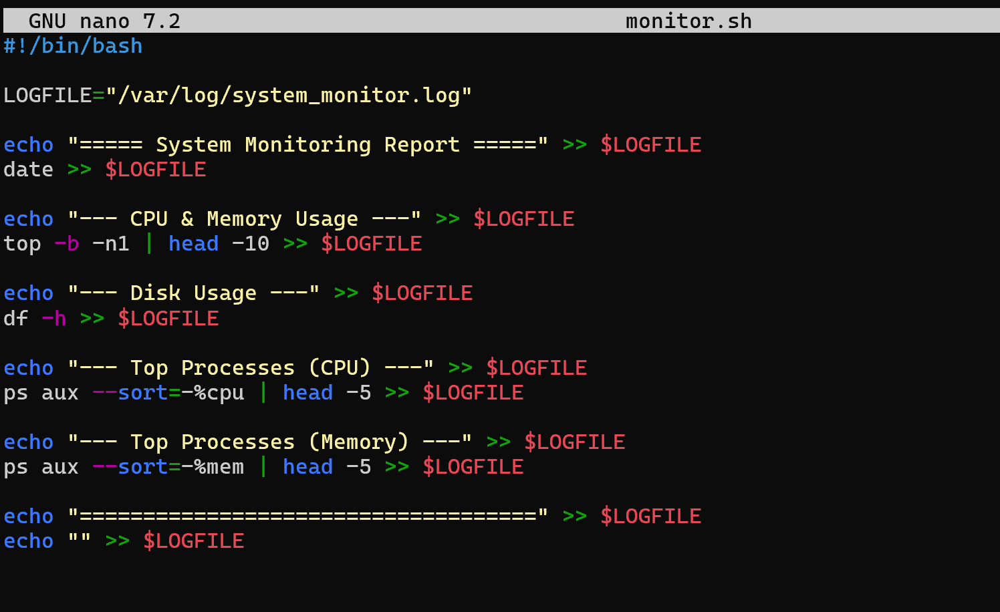 GNU nano 7.2 monitor.sh
#!/bin/bash
LOGFILE="/var/log/system_monitor.log"
echo "===== System Monitoring Report =====" >> $LOGFILE
date >> $LOGFILE
echo "--- CPU & Memory Usage ---" >> $LOGFILE
top -b -n1 | head -10 >> $LOGFILE
echo "--- Disk Usage ---" >> $LOGFILE
df -h >> $LOGFILE
echo "--- Top Processes (CPU) ---" >> $LOGFILE
ps aux --sort=-%cpu | head -5 >> $LOGFILE
echo "--- Top Processes (Memory) ---" >> $LOGFILE
ps aux --sort=-%mem | head -5 >> $LOGFILE
echo "====================================" >> $LOGFILE
echo "" >> $LOGFILE